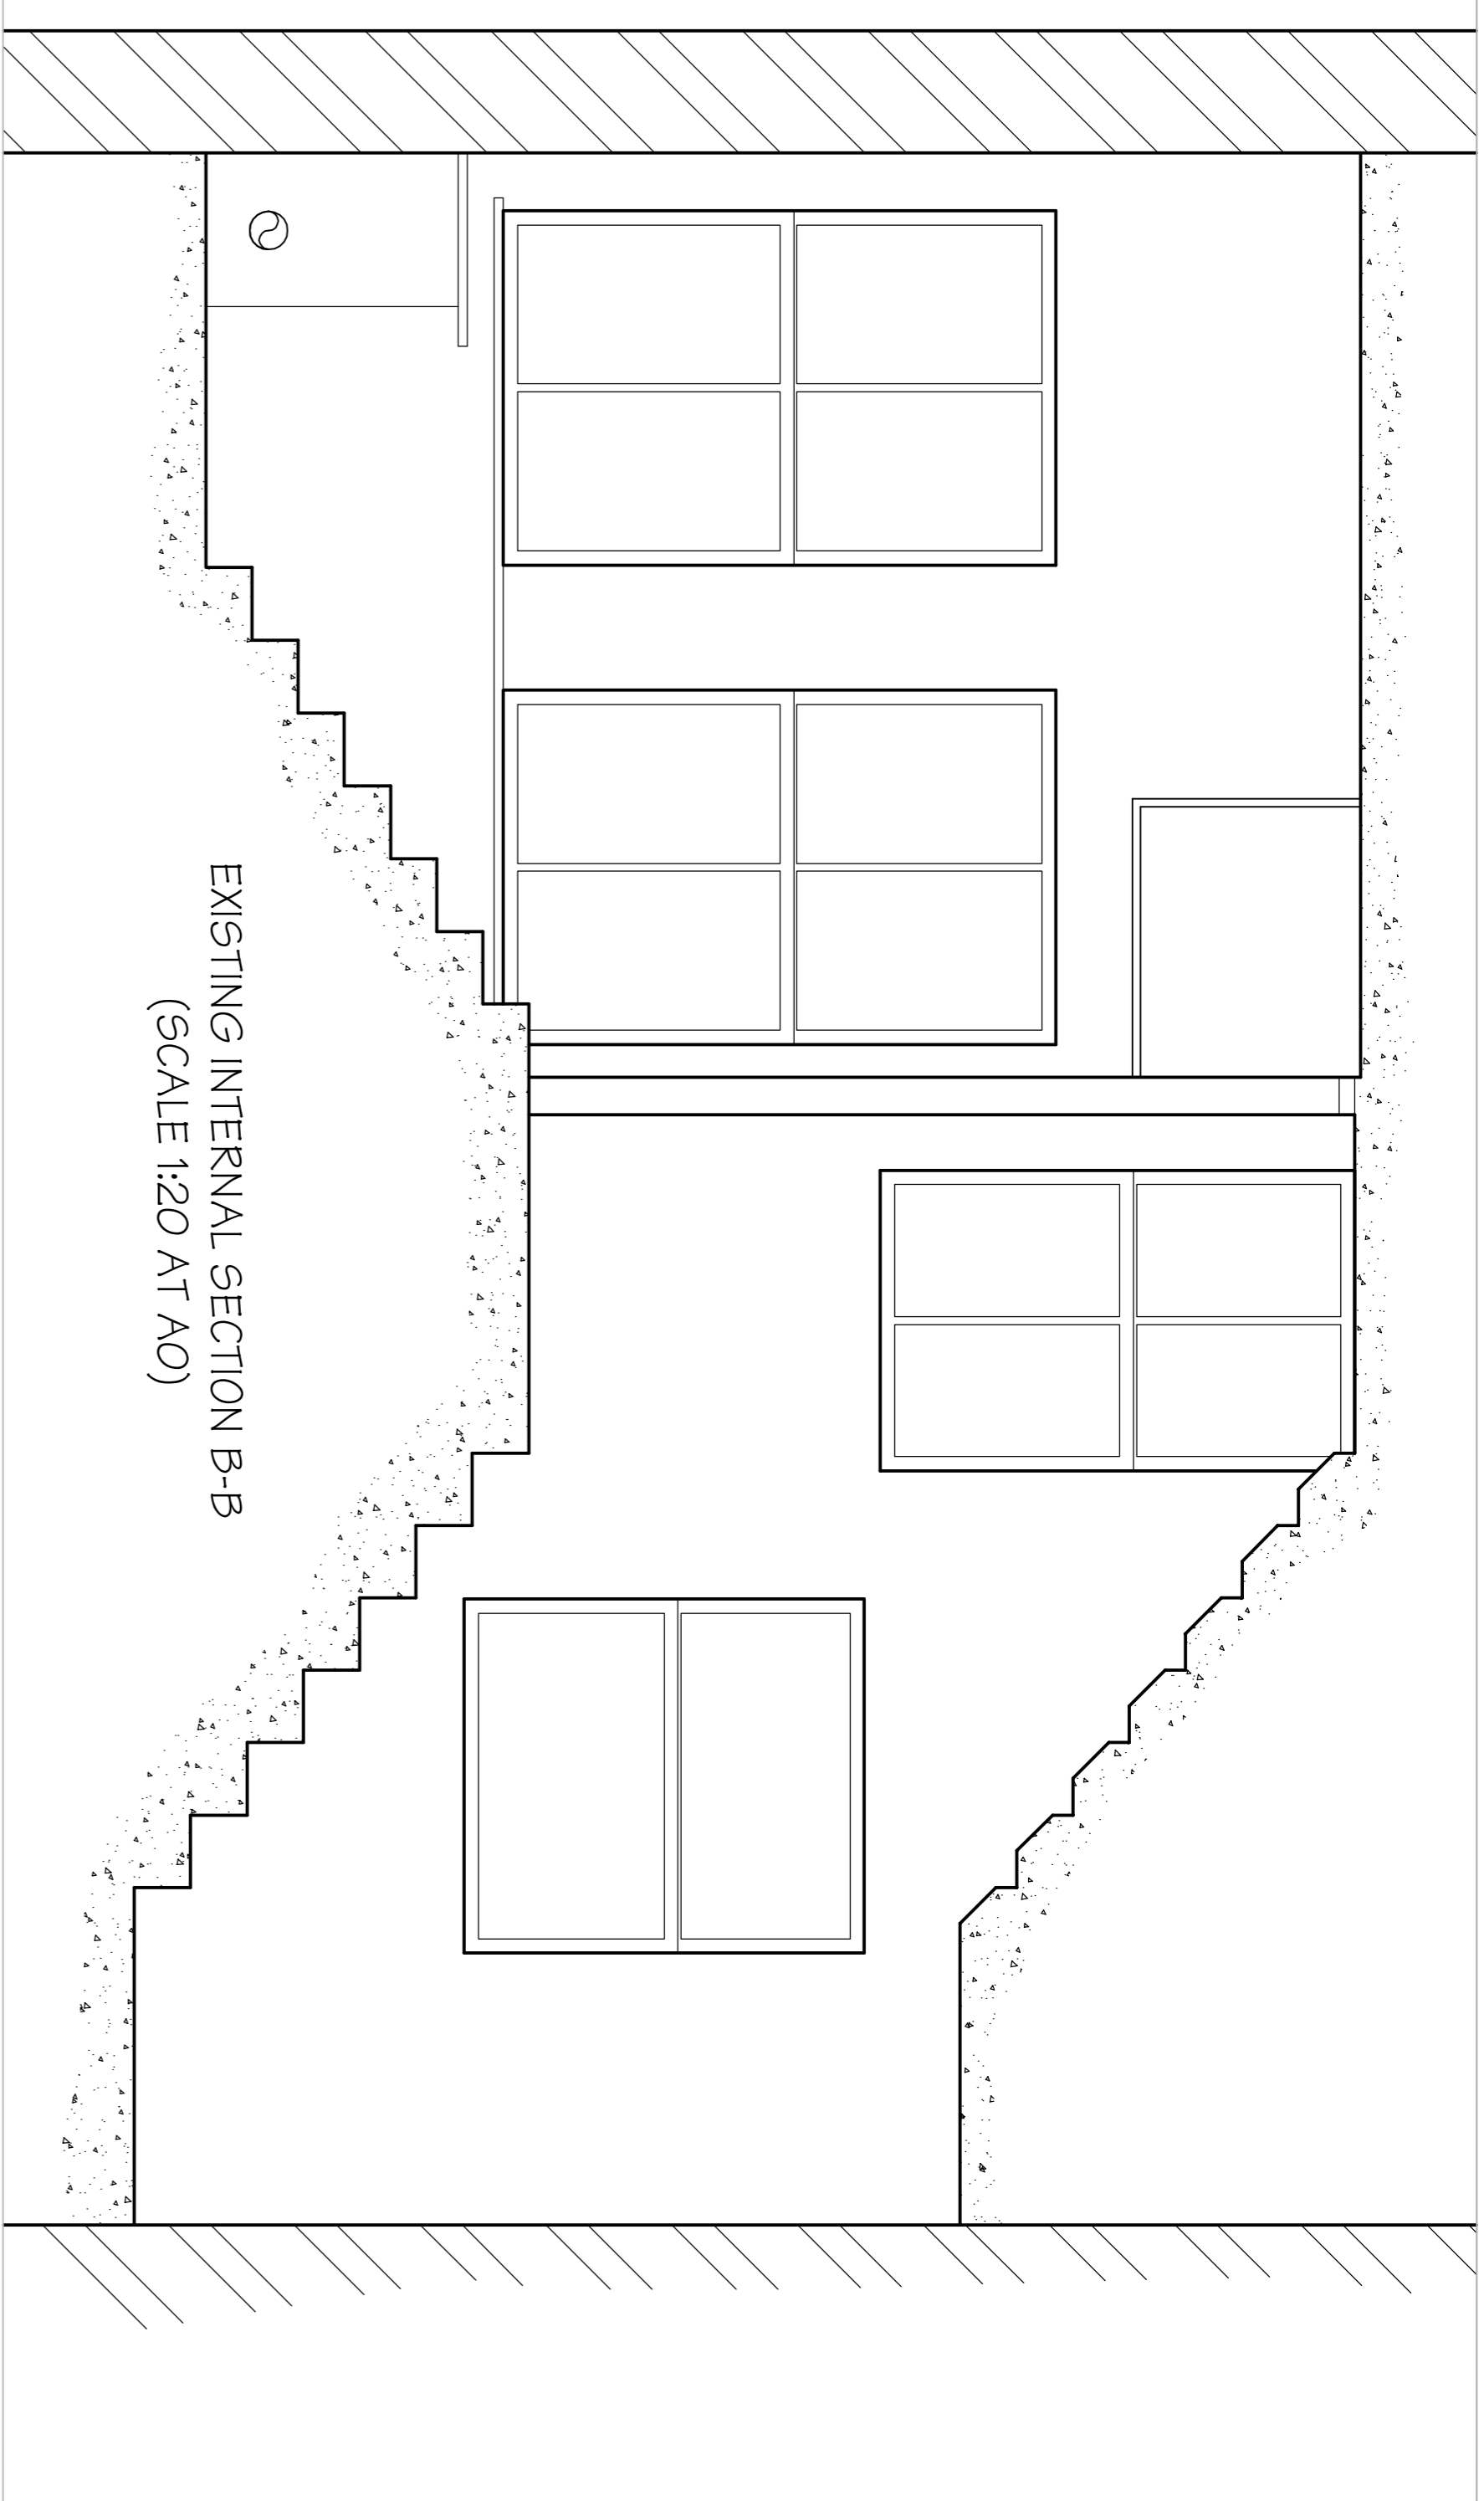 EXISTING INTERNAL SECTION B-B
(SCALE 1:20 AT A0)